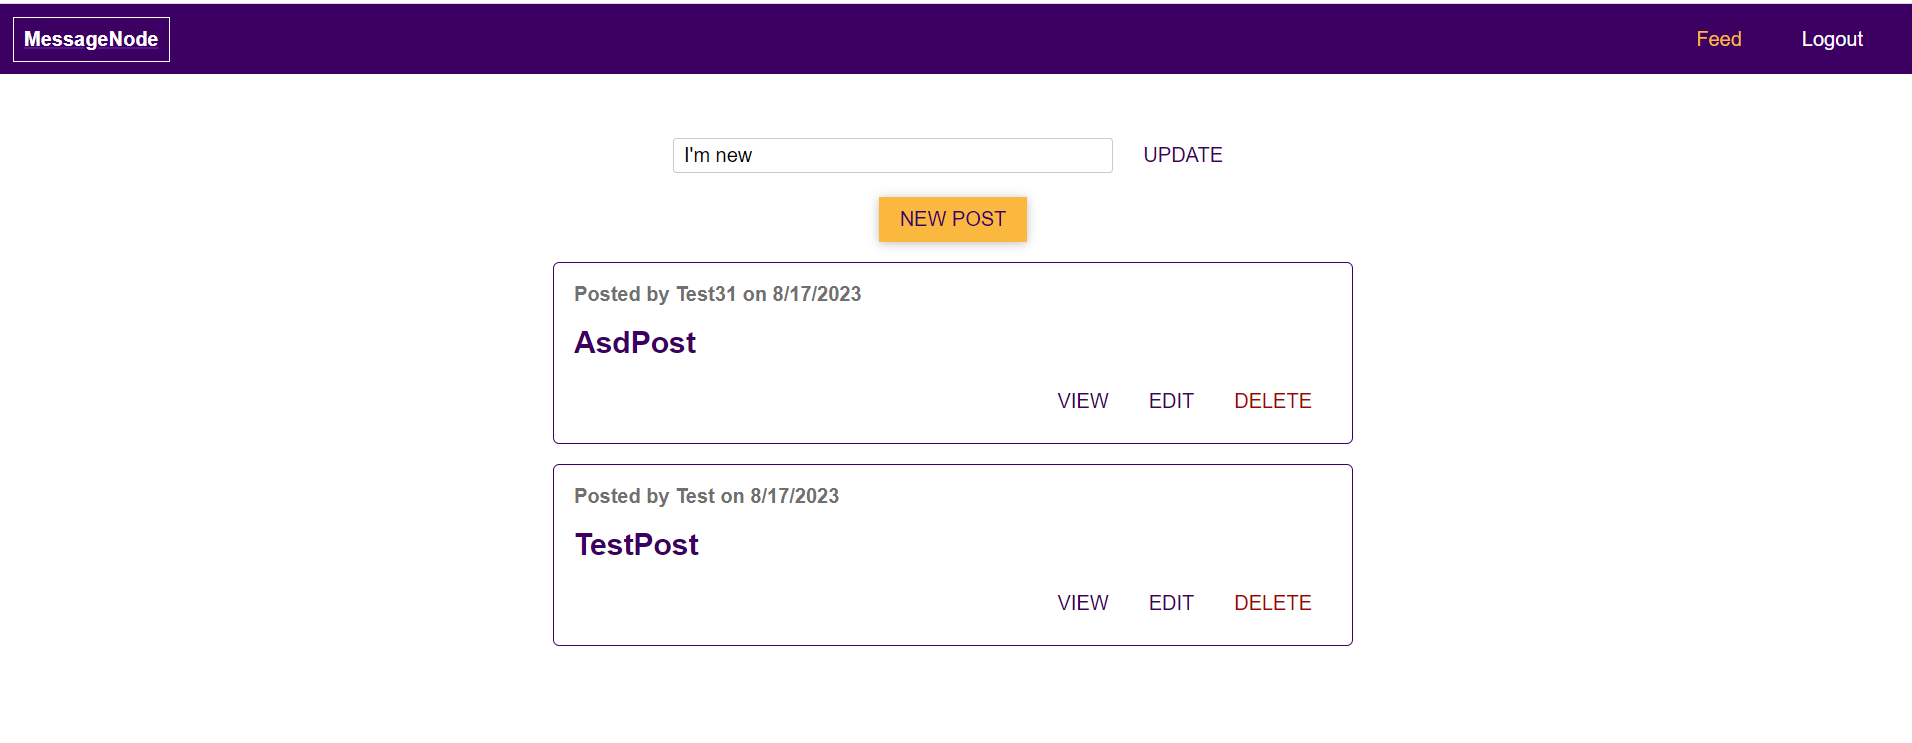 MessageNode Feed Logout
I'm new UPDATE
NEW POST
Posted by Test31 on 8/17/2023
AsdPost
VIEW EDIT DELETE
Posted by Test on 8/17/2023
TestPost
VIEW EDIT DELETE